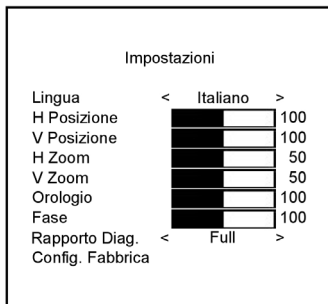 Impostazioni
Lingua < Italiano >
H Posizione 100
V Posizione 100
H Zoom 50
V Zoom 50
Orologio 100
Fase 100
Rapporto Diag. < Full >
Config. Fabbrica